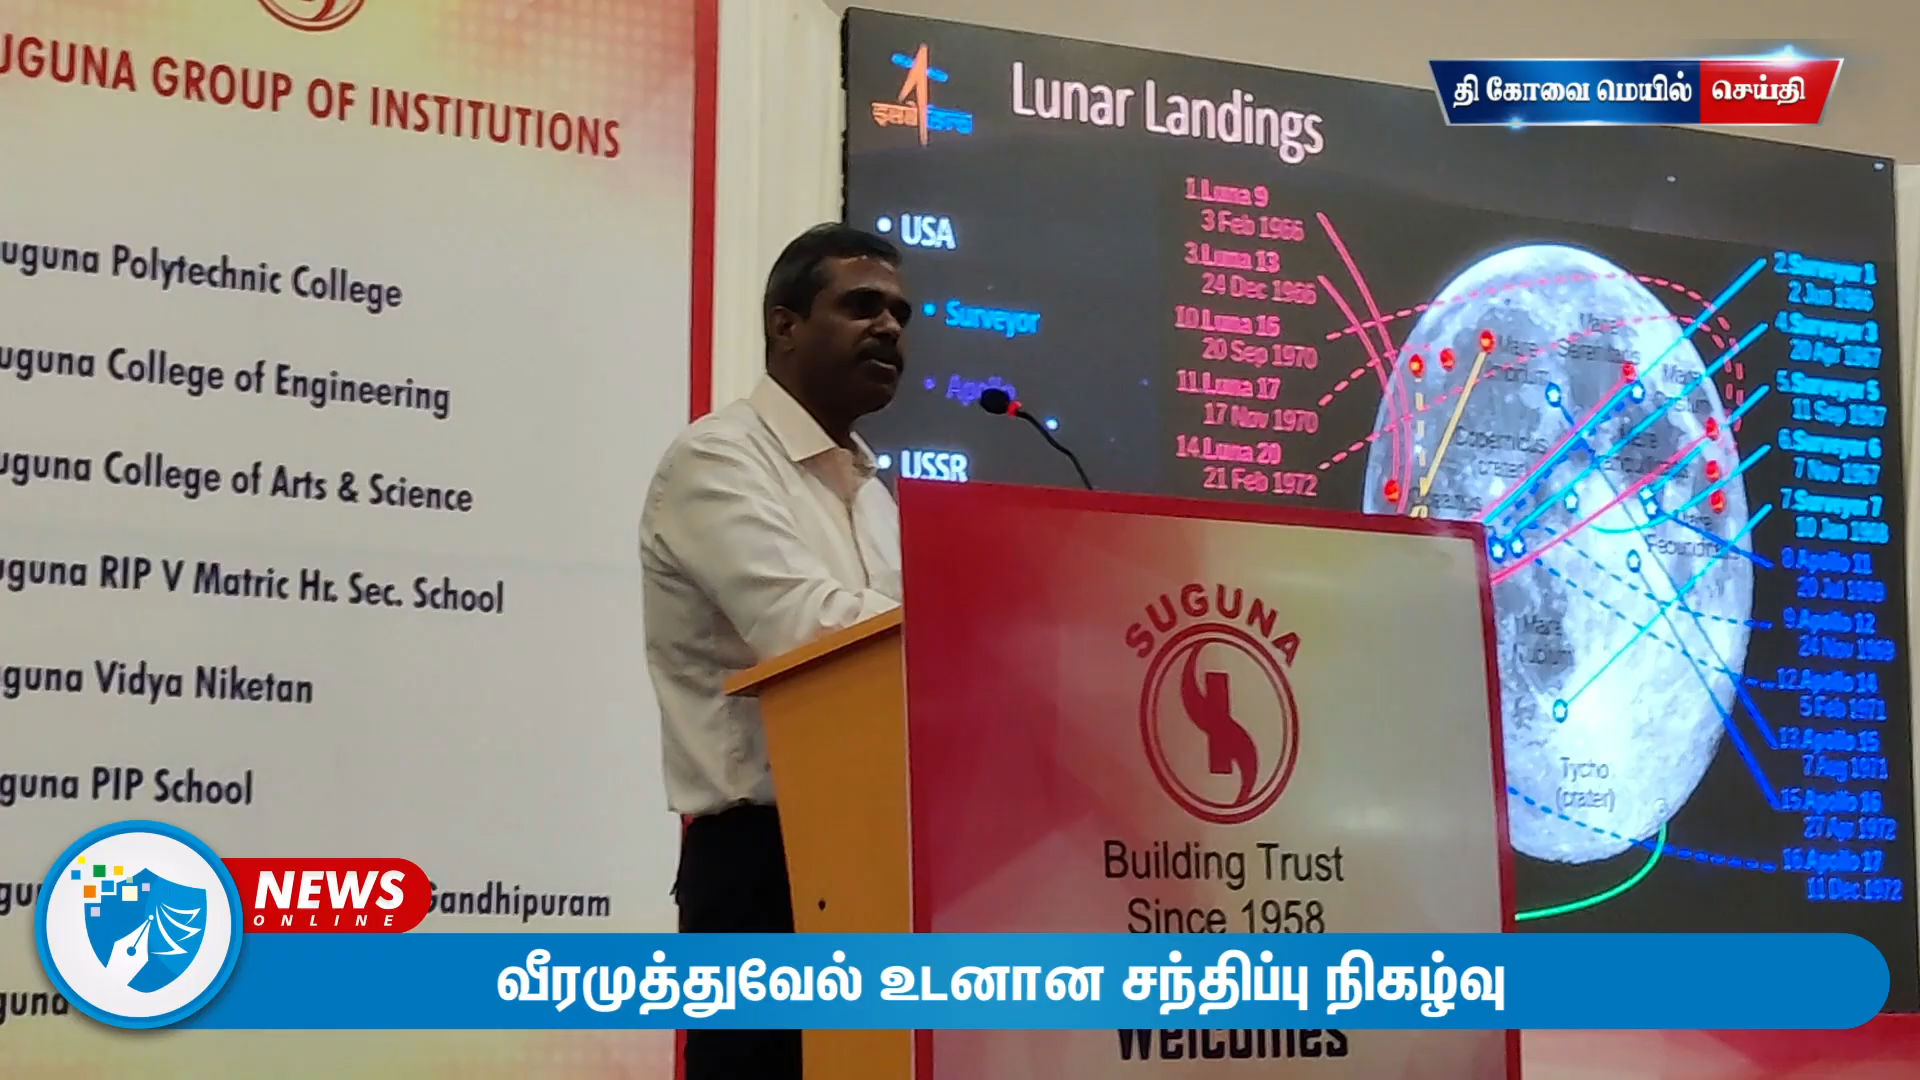 UGUNA GROUP OF INSTITUTIONS
uguna Polytechnic College
uguna College of Engineering
uguna College of Arts & Science
uguna RIP V Matric Hr. Sec. School
guna Vidya Niketan
guna PIP School
Gandhipuram
guna
इसरो
Lunar Landings
• USA
• Surveyor
• Apollo
• USSR
1.Luna 9
3 Feb 1966
3.Luna 13
24 Dec 1966
10.Luna 16
20 Sep 1970
11.Luna 17
17 Nov 1970
14.Luna 20
21 Feb 1972
Copernicus
(crater)
Mare
Nubium
Tycho
(crater)
2.Surveyor 1
2 Jun 1966
4.Surveyor 3
20 Apr 1967
5.Surveyor 5
11 Sep 1967
6.Surveyor 6
7 Nov 1967
7.Surveyor 7
10 Jan 1968
8.Apollo 11
20 Jul 1969
9.Apollo 12
24 Nov 1969
12.Apollo 14
5 Feb 1971
13.Apollo 15
7 Aug 1971
15.Apollo 16
27 Apr 1972
16.Apollo 17
11 Dec 1972
தி கோவை மெயில் செய்தி
SUGUNA
Building Trust
Since 1958
Welcomes
NEWS
ONLINE
வீரமுத்துவேல் உடனான சந்திப்பு நிகழ்வு